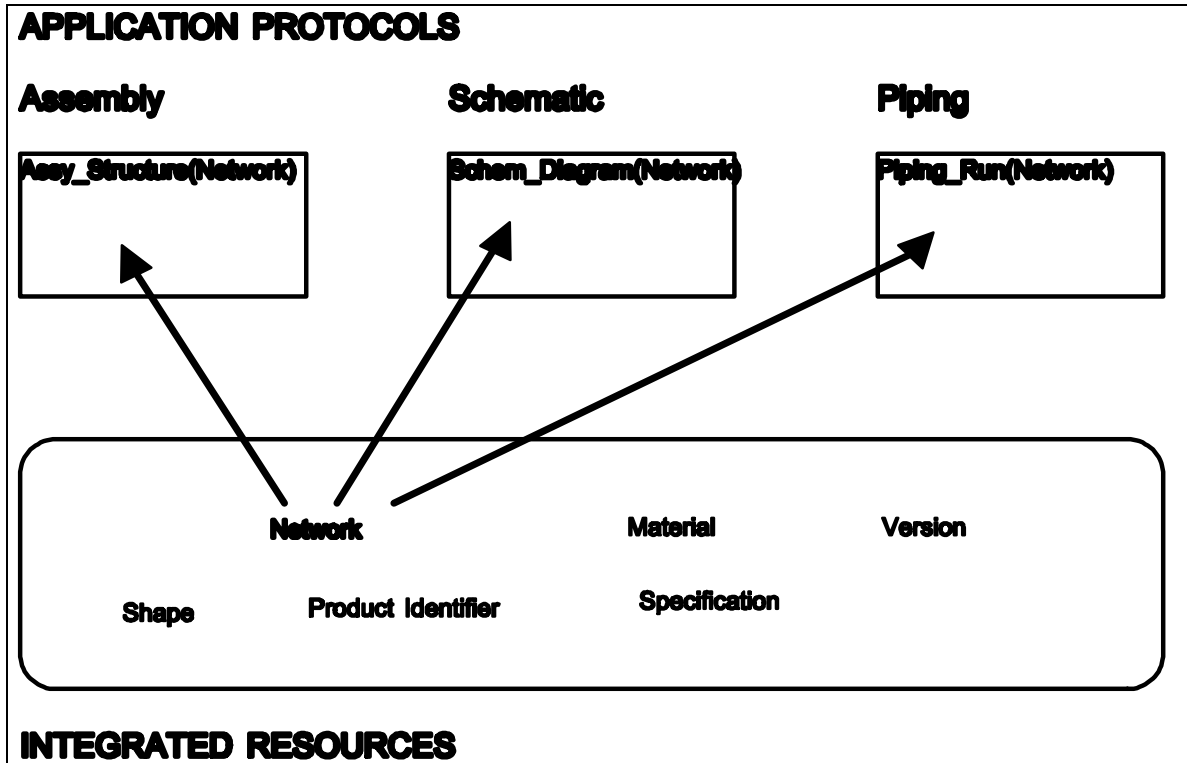 APPLICATION PROTOCOLS
Assembly
Schematic
Piping
Assy_Structure(Network)
Schem_Diagram(Network)
Piping_Run(Network)
Network
Material
Version
Shape
Product Identifier
Specification
INTEGRATED RESOURCES